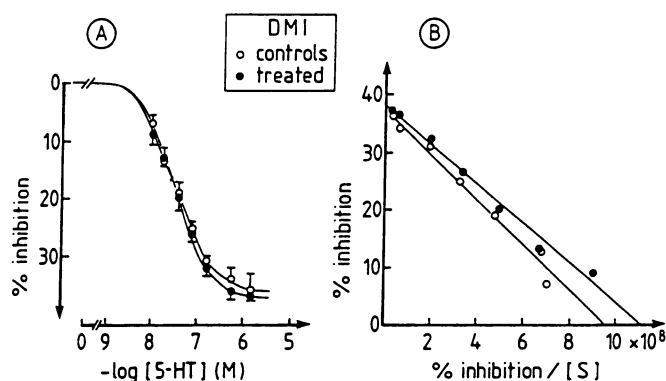 A
DMI
controls
treated
B
0
10
20
30
% inhibition
0 9 8 7 6 5
-log [5-HT] (M)
40
30
20
10
0
% inhibition
2 4 6 8 10 × 10⁸
% inhibition / [S]